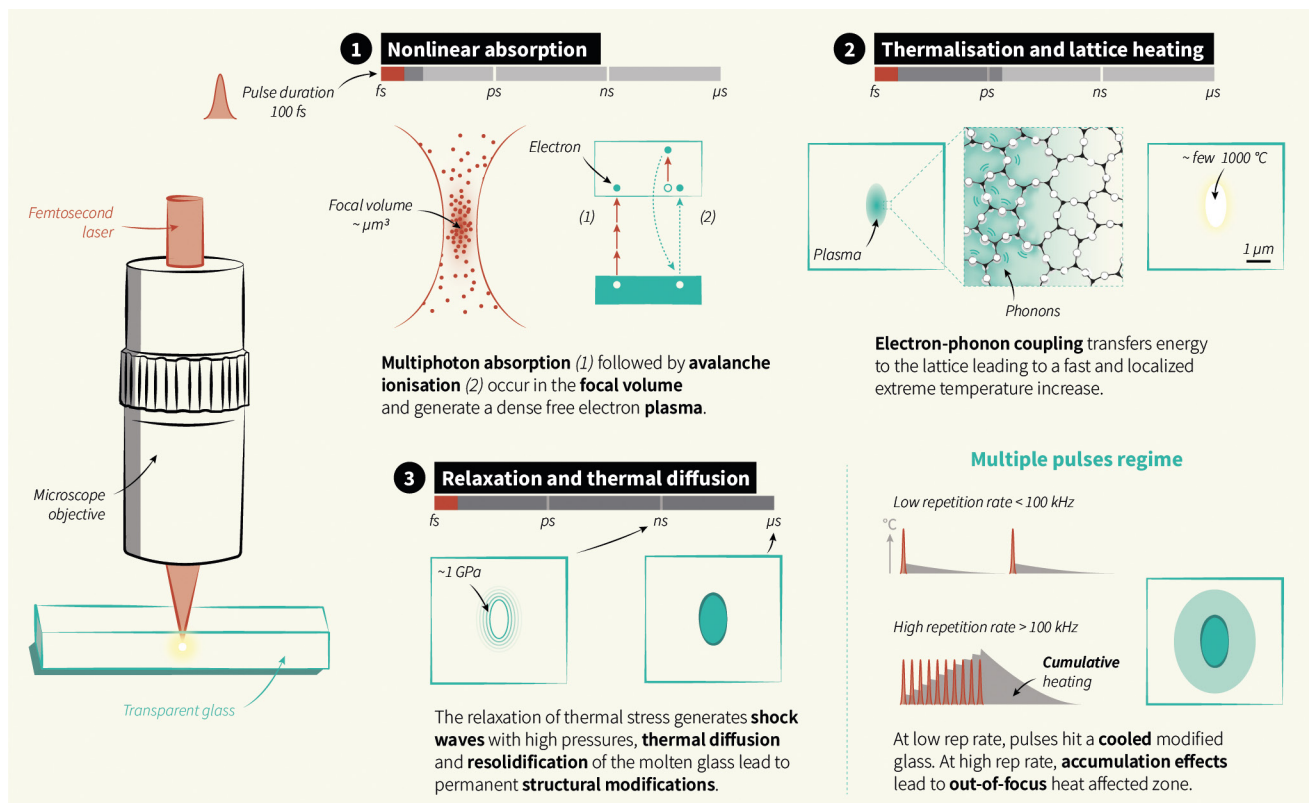 1 Nonlinear absorption
fs ps ns µs
Pulse duration
100 fs
Femtosecond
laser
Microscope
objective
Transparent glass
Focal volume
~ µm³
Electron
(1) (2)
Multiphoton absorption (1) followed by avalanche
ionisation (2) occur in the focal volume
and generate a dense free electron plasma.
2 Thermalisation and lattice heating
fs ps ns µs
Plasma
Phonons
~ few 1000 °C
1 µm
Electron-phonon coupling transfers energy
to the lattice leading to a fast and localized
extreme temperature increase.
3 Relaxation and thermal diffusion
fs ps ns µs
~1 GPa
The relaxation of thermal stress generates shock
waves with high pressures, thermal diffusion
and resolidification of the molten glass lead to
permanent structural modifications.
Multiple pulses regime
Low repetition rate < 100 kHz
°C
High repetition rate > 100 kHz
Cumulative
heating
At low rep rate, pulses hit a cooled modified
glass. At high rep rate, accumulation effects
lead to out-of-focus heat affected zone.